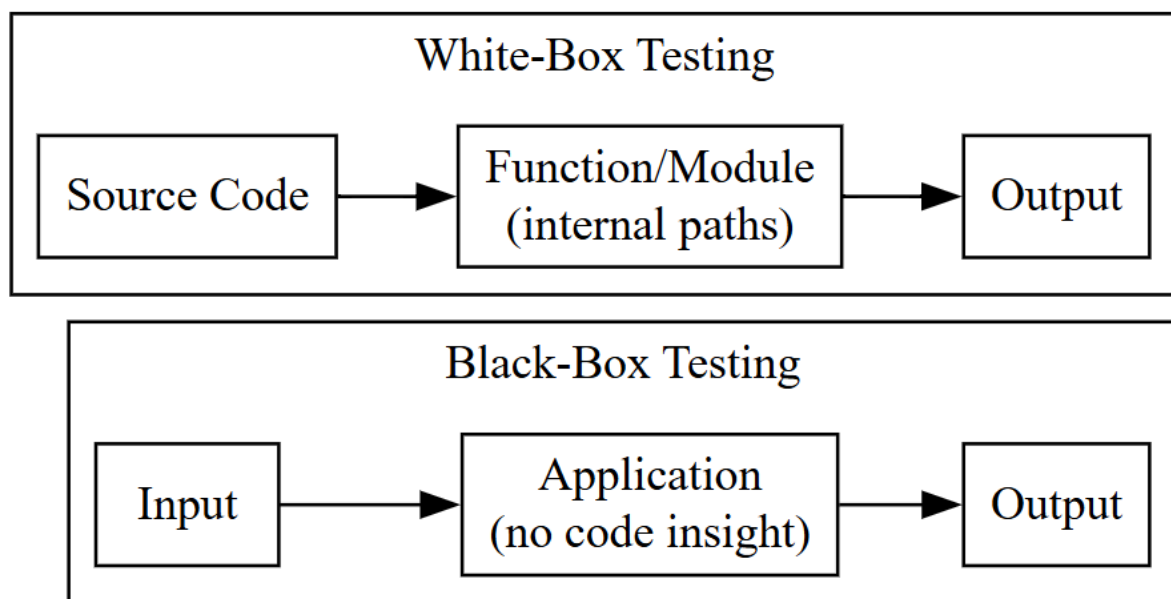 White-Box Testing
Source Code
Function/Module
(internal paths)
Output
Black-Box Testing
Input
Application
(no code insight)
Output